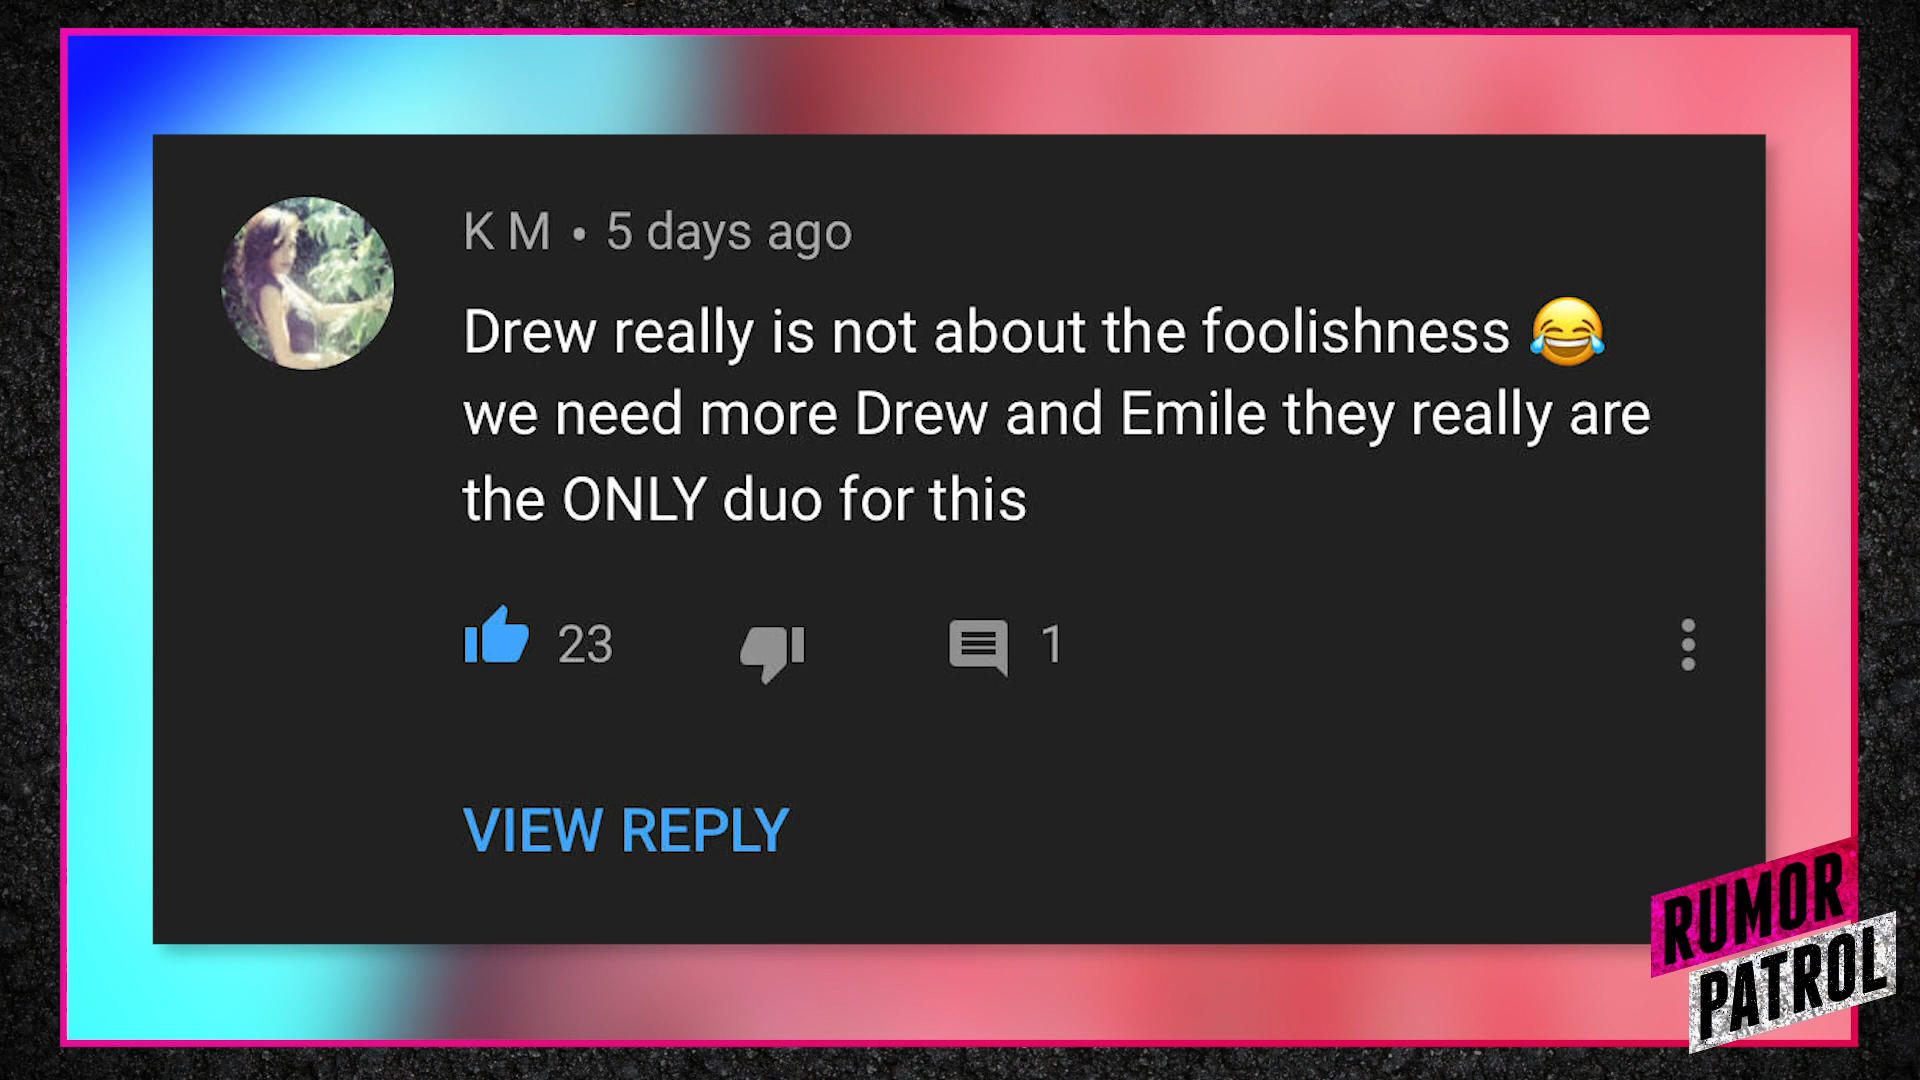 K M • 5 days ago
Drew really is not about the foolishness 😂
we need more Drew and Emile they really are
the ONLY duo for this
23
1
VIEW REPLY
RUMOR
PATROL